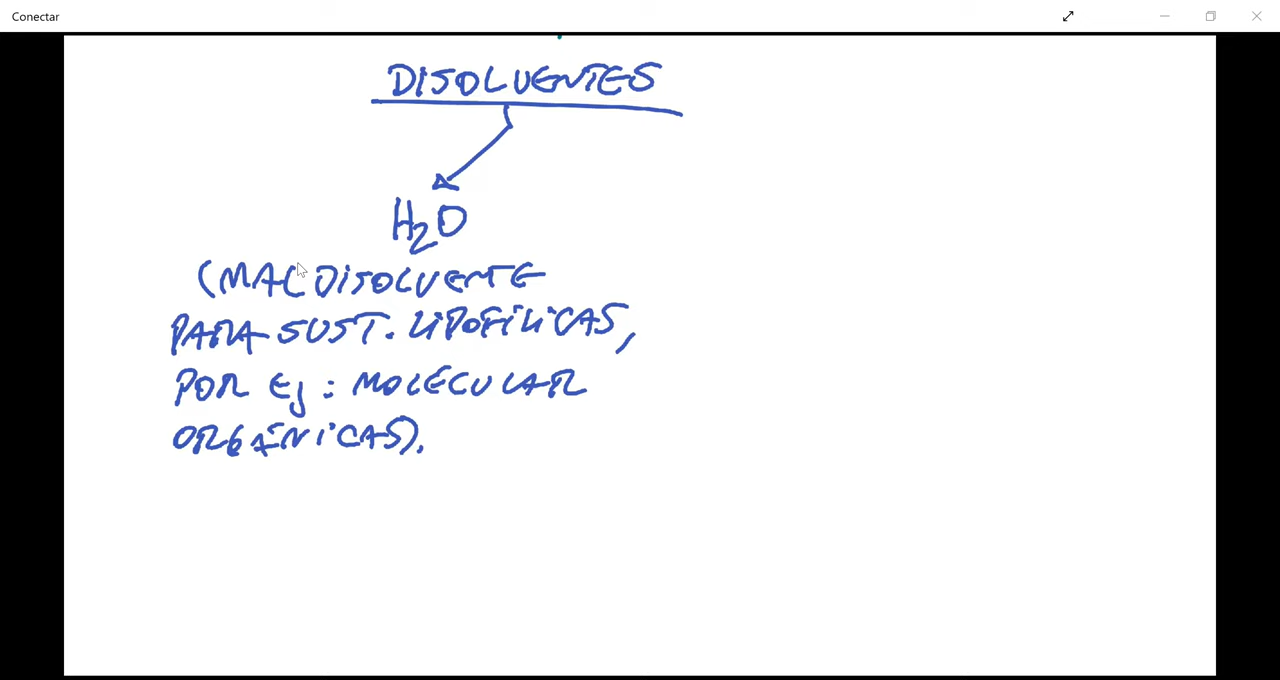 Conectar
DISOLVENTES
H2O
(MAL DISOLVENTE
PARA SUST. LIPOFÍLICAS,
POR Ej: MOLECULAR
ORGÁNICAS).